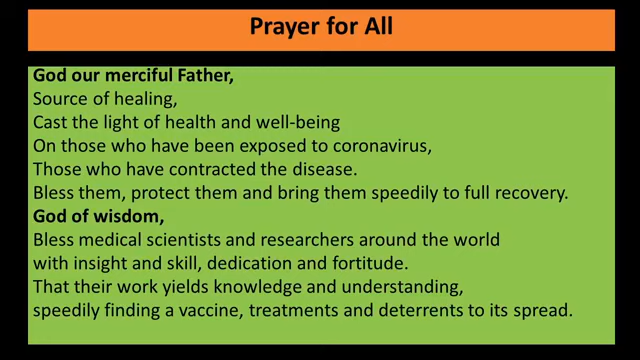 Prayer for All
God our merciful Father,
Source of healing,
Cast the light of health and well-being
On those who have been exposed to coronavirus,
Those who have contracted the disease.
Bless them, protect them and bring them speedily to full recovery.
God of wisdom,
Bless medical scientists and researchers around the world
with insight and skill, dedication and fortitude.
That their work yields knowledge and understanding,
speedily finding a vaccine, treatments and deterrents to its spread.